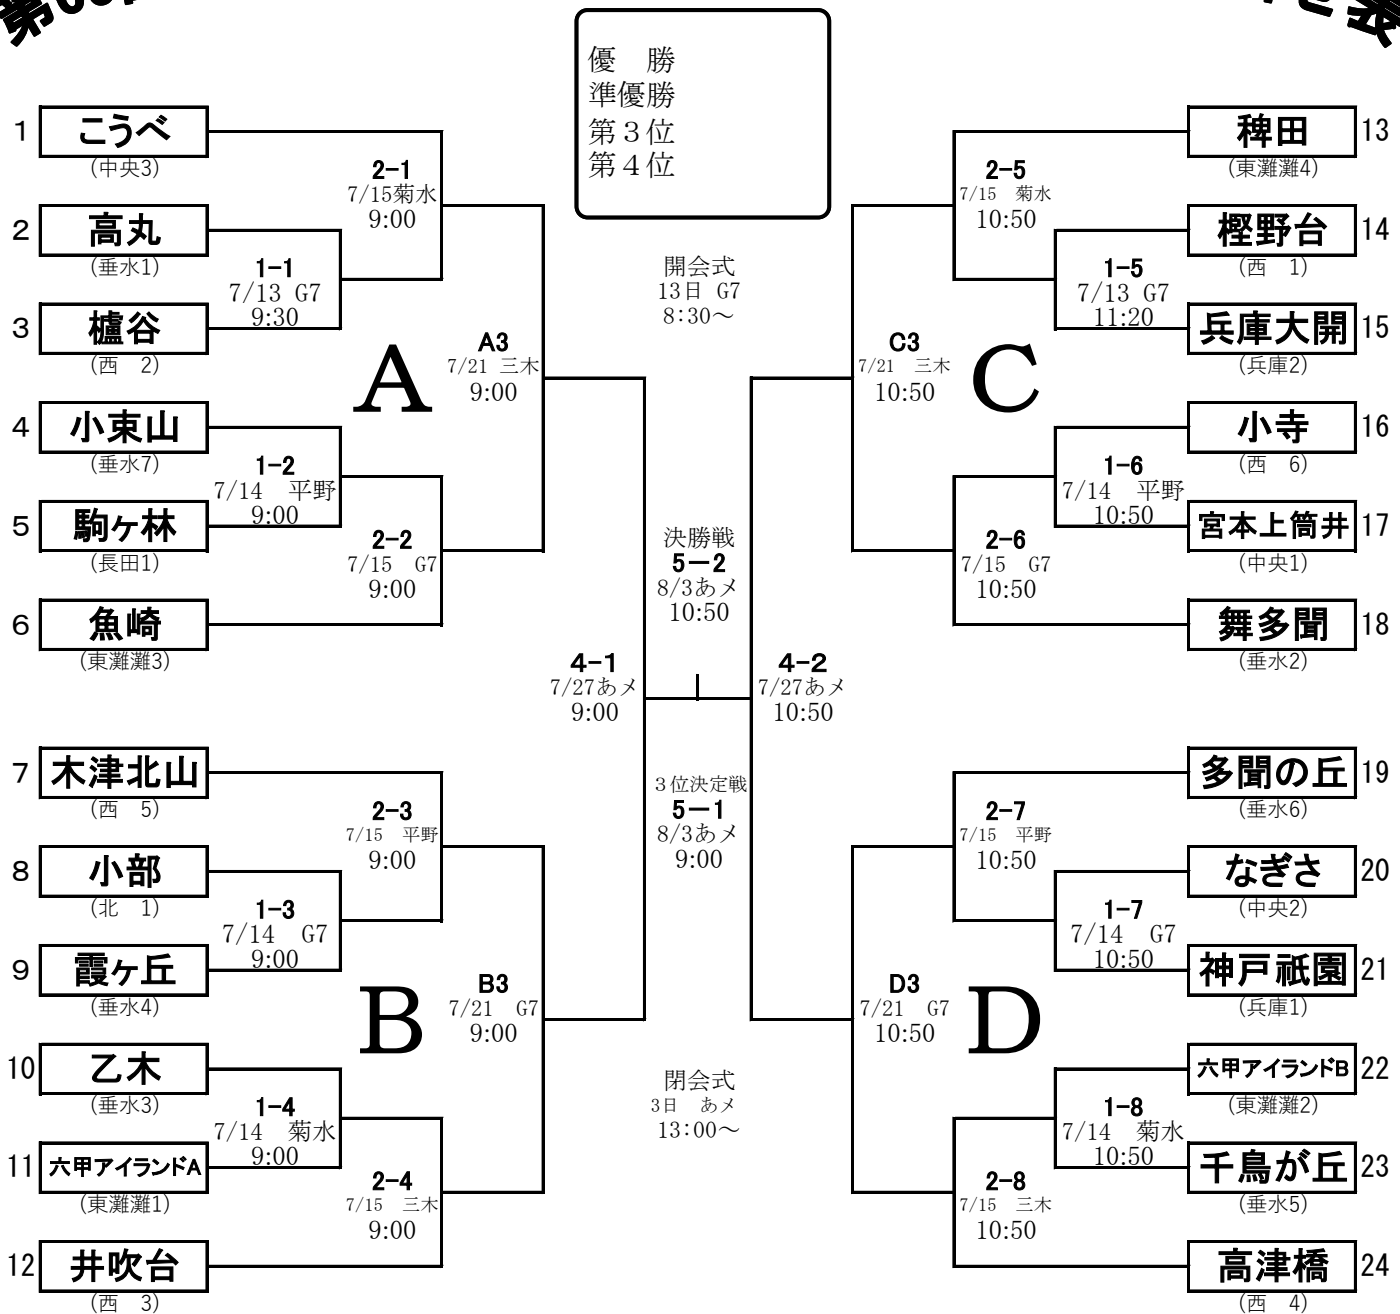 第
表
優　勝
準優勝
第３位
第４位
1 こうべ
(中央3)
2 高丸
(垂水1)
3 櫨谷
(西　2)
4 小束山
(垂水7)
5 駒ヶ林
(長田1)
6 魚崎
(東灘灘3)
7 木津北山
(西　5)
8 小部
(北　1)
9 霞ヶ丘
(垂水4)
10 乙木
(垂水3)
11 六甲アイランドA
(東灘灘1)
12 井吹台
(西　3)
2-1
7/15菊水
9:00
1-1
7/13 G7
9:30
A
A3
7/21 三木
9:00
1-2
7/14　平野
9:00
2-2
7/15　G7
9:00
4-1
7/27あメ
9:00
2-3
7/15　平野
9:00
1-3
7/14　G7
9:00
B
B3
7/21　G7
9:00
1-4
7/14　菊水
9:00
2-4
7/15　三木
9:00
開会式
13日 G7
8:30～
決勝戦
5－2
8/3あメ
10:50
３位決定戦
5－1
8/3あメ
9:00
閉会式
3日　あメ
13:00～
2-5
7/15　菊水
10:50
1-5
7/13 G7
11:20
C3
7/21 三木
10:50
C
1-6
7/14　平野
10:50
2-6
7/15　G7
10:50
4-2
7/27あメ
10:50
2-7
7/15　平野
10:50
1-7
7/14　G7
10:50
D3
7/21　G7
10:50
D
1-8
7/14　菊水
10:50
2-8
7/15　三木
10:50
稗田 13
(東灘灘4)
樫野台 14
(西　1)
兵庫大開 15
(兵庫2)
小寺 16
(西　6)
宮本上筒井 17
(中央1)
舞多聞 18
(垂水2)
多聞の丘 19
(垂水6)
なぎさ 20
(中央2)
神戸祇園 21
(兵庫1)
六甲アイランドB 22
(東灘灘2)
千鳥が丘 23
(垂水5)
高津橋 24
(西　4)